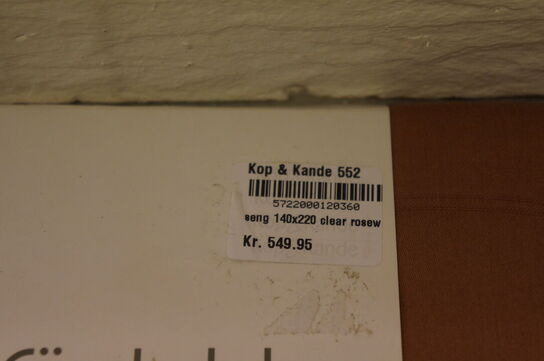 Kop & Kande 552
5722000120360
seng 140x220 clear rosew
Kr. 549.95